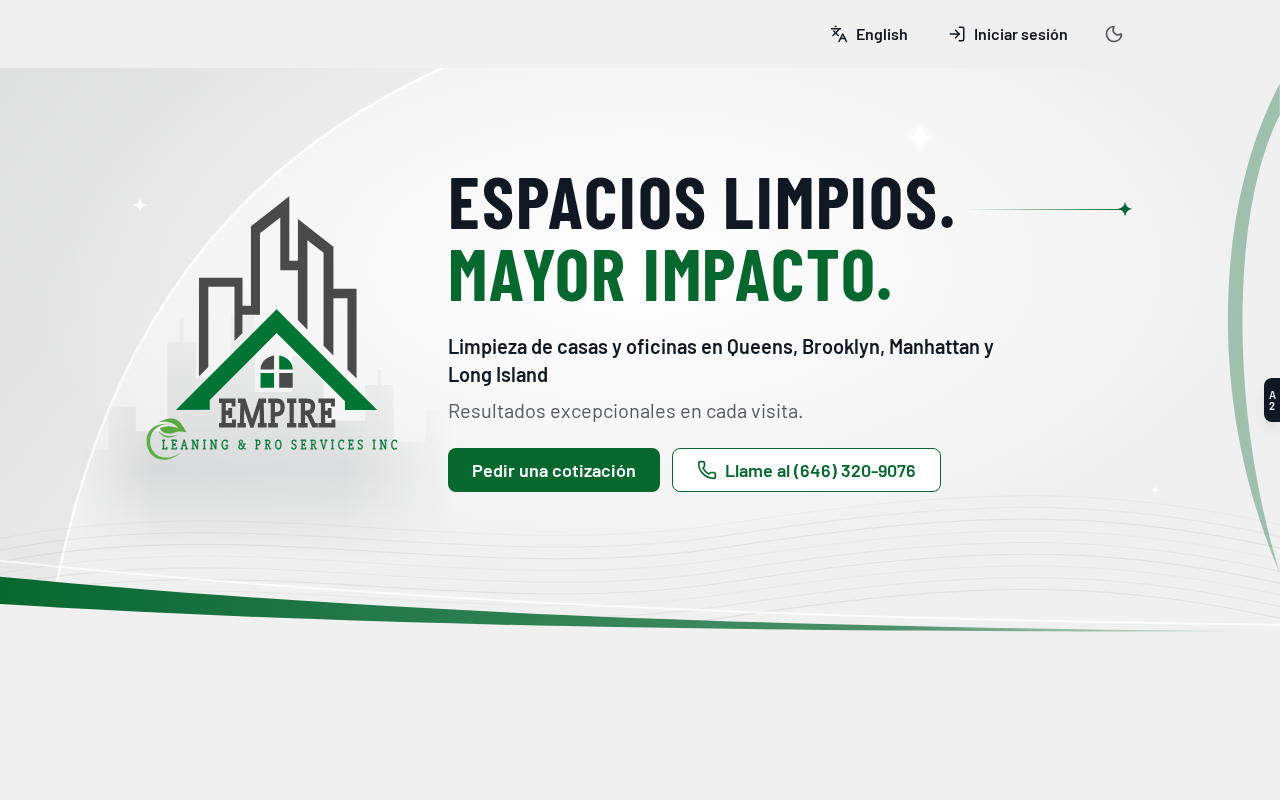 English
Iniciar sesión
ESPACIOS LIMPIOS.
MAYOR IMPACTO.
Limpieza de casas y oficinas en Queens, Brooklyn, Manhattan y
Long Island
Resultados excepcionales en cada visita.
Pedir una cotización
Llame al (646) 320-9076
EMPIRE
CLEANING & PRO SERVICES INC
A
2